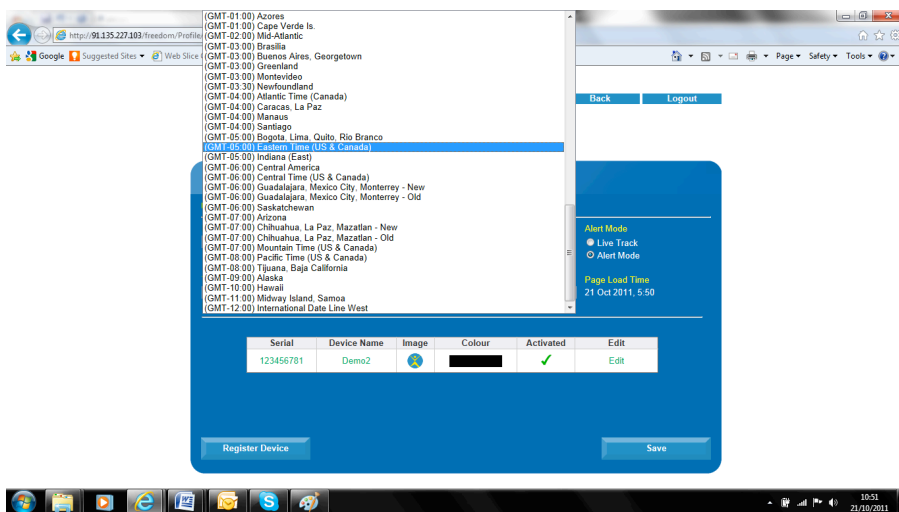 http://91.135.227.103/freedom/Profile
Google Suggested Sites Web Slice
Page Safety Tools
(GMT-01:00) Azores
(GMT-01:00) Cape Verde Is.
(GMT-02:00) Mid-Atlantic
(GMT-03:00) Brasilia
(GMT-03:00) Buenos Aires, Georgetown
(GMT-03:00) Greenland
(GMT-03:00) Montevideo
(GMT-03:30) Newfoundland
(GMT-04:00) Atlantic Time (Canada)
(GMT-04:00) Caracas, La Paz
(GMT-04:00) Manaus
(GMT-04:00) Santiago
(GMT-05:00) Bogota, Lima, Quito, Rio Branco
(GMT-05:00) Eastern Time (US & Canada)
(GMT-05:00) Indiana (East)
(GMT-06:00) Central America
(GMT-06:00) Central Time (US & Canada)
(GMT-06:00) Guadalajara, Mexico City, Monterrey - New
(GMT-06:00) Guadalajara, Mexico City, Monterrey - Old
(GMT-06:00) Saskatchewan
(GMT-07:00) Arizona
(GMT-07:00) Chihuahua, La Paz, Mazatlan - New
(GMT-07:00) Chihuahua, La Paz, Mazatlan - Old
(GMT-07:00) Mountain Time (US & Canada)
(GMT-08:00) Pacific Time (US & Canada)
(GMT-08:00) Tijuana, Baja California
(GMT-09:00) Alaska
(GMT-10:00) Hawaii
(GMT-11:00) Midway Island, Samoa
(GMT-12:00) International Date Line West
Back Logout
Alert Mode
Live Track
Alert Mode
Page Load Time
21 Oct 2011, 5:50
Serial Device Name Image Colour Activated Edit
123456781 Demo2 Edit
Register Device Save
10:51
21/10/2011